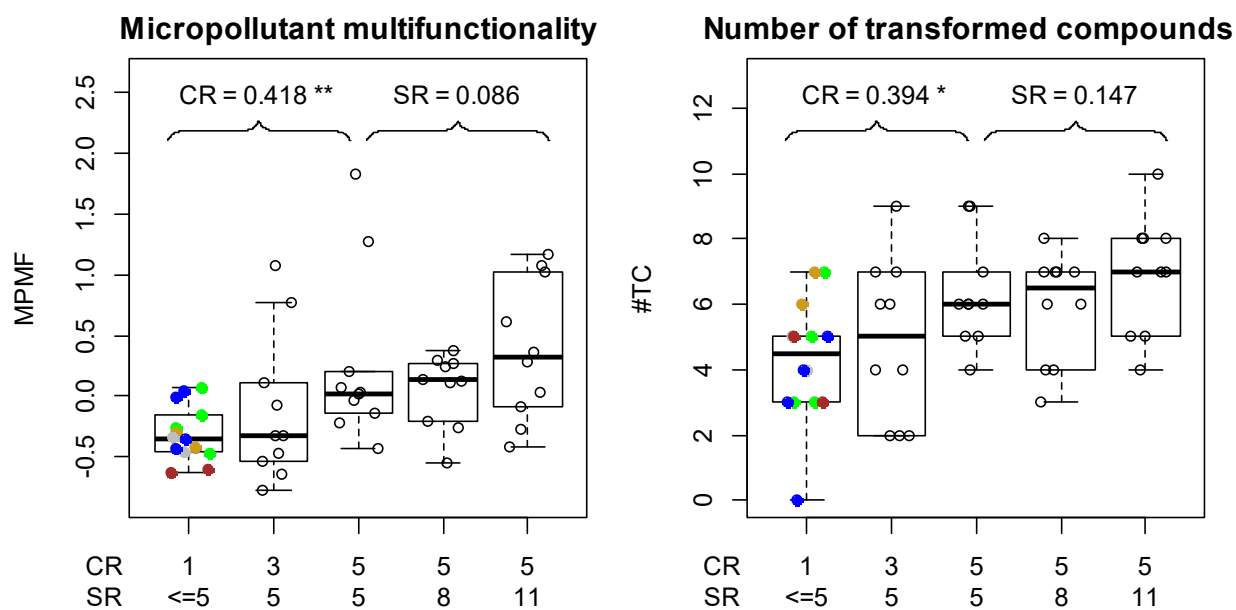 Micropollutant multifunctionality
CR = 0.418 **
SR = 0.086
MPMF
2.5
2.0
1.5
1.0
0.5
0.0
-0.5
CR 1 3 5 5 5
SR <=5 5 5 8 11
Number of transformed compounds
CR = 0.394 *
SR = 0.147
#TC
12
10
8
6
4
2
0
CR 1 3 5 5 5
SR <=5 5 5 8 11